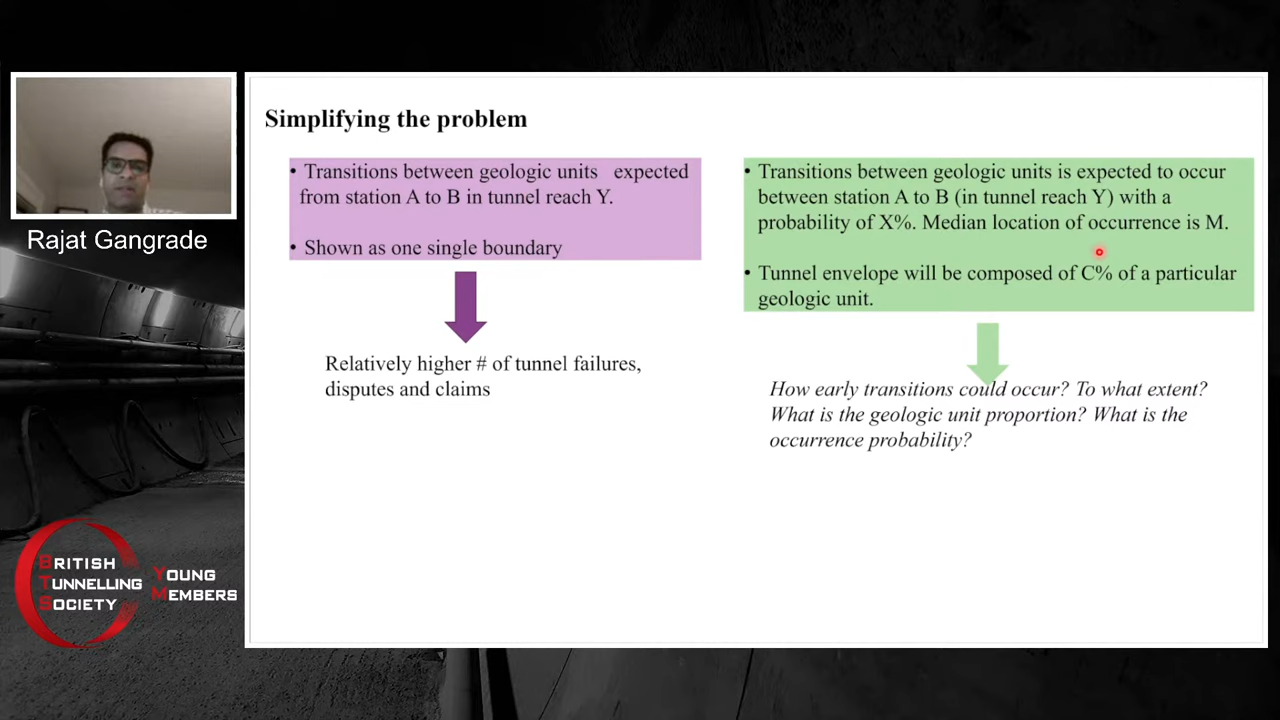 Simplifying the problem
• Transitions between geologic units expected
from station A to B in tunnel reach Y.
• Shown as one single boundary
Relatively higher # of tunnel failures,
disputes and claims
• Transitions between geologic units is expected to occur
between station A to B (in tunnel reach Y) with a
probability of X%. Median location of occurrence is M.
• Tunnel envelope will be composed of C% of a particular
geologic unit.
How early transitions could occur? To what extent?
What is the geologic unit proportion? What is the
occurrence probability?
Rajat Gangrade
BRITISH
TUNNELLING
SOCIETY
YOUNG
MEMBERS